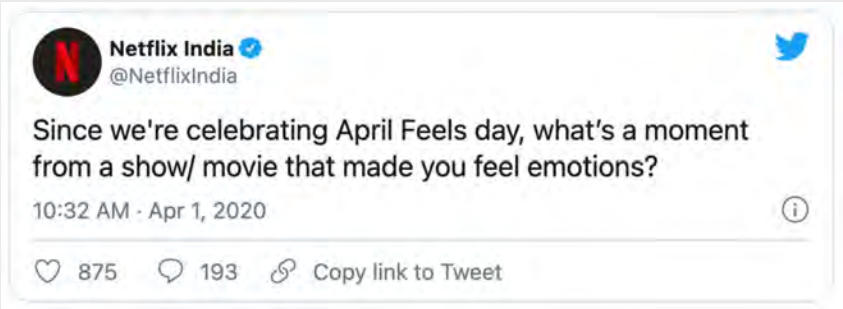 N
Netflix India
@NetflixIndia
Since we're celebrating April Feels day, what’s a moment
from a show/ movie that made you feel emotions?
10:32 AM · Apr 1, 2020
875 193 Copy link to Tweet